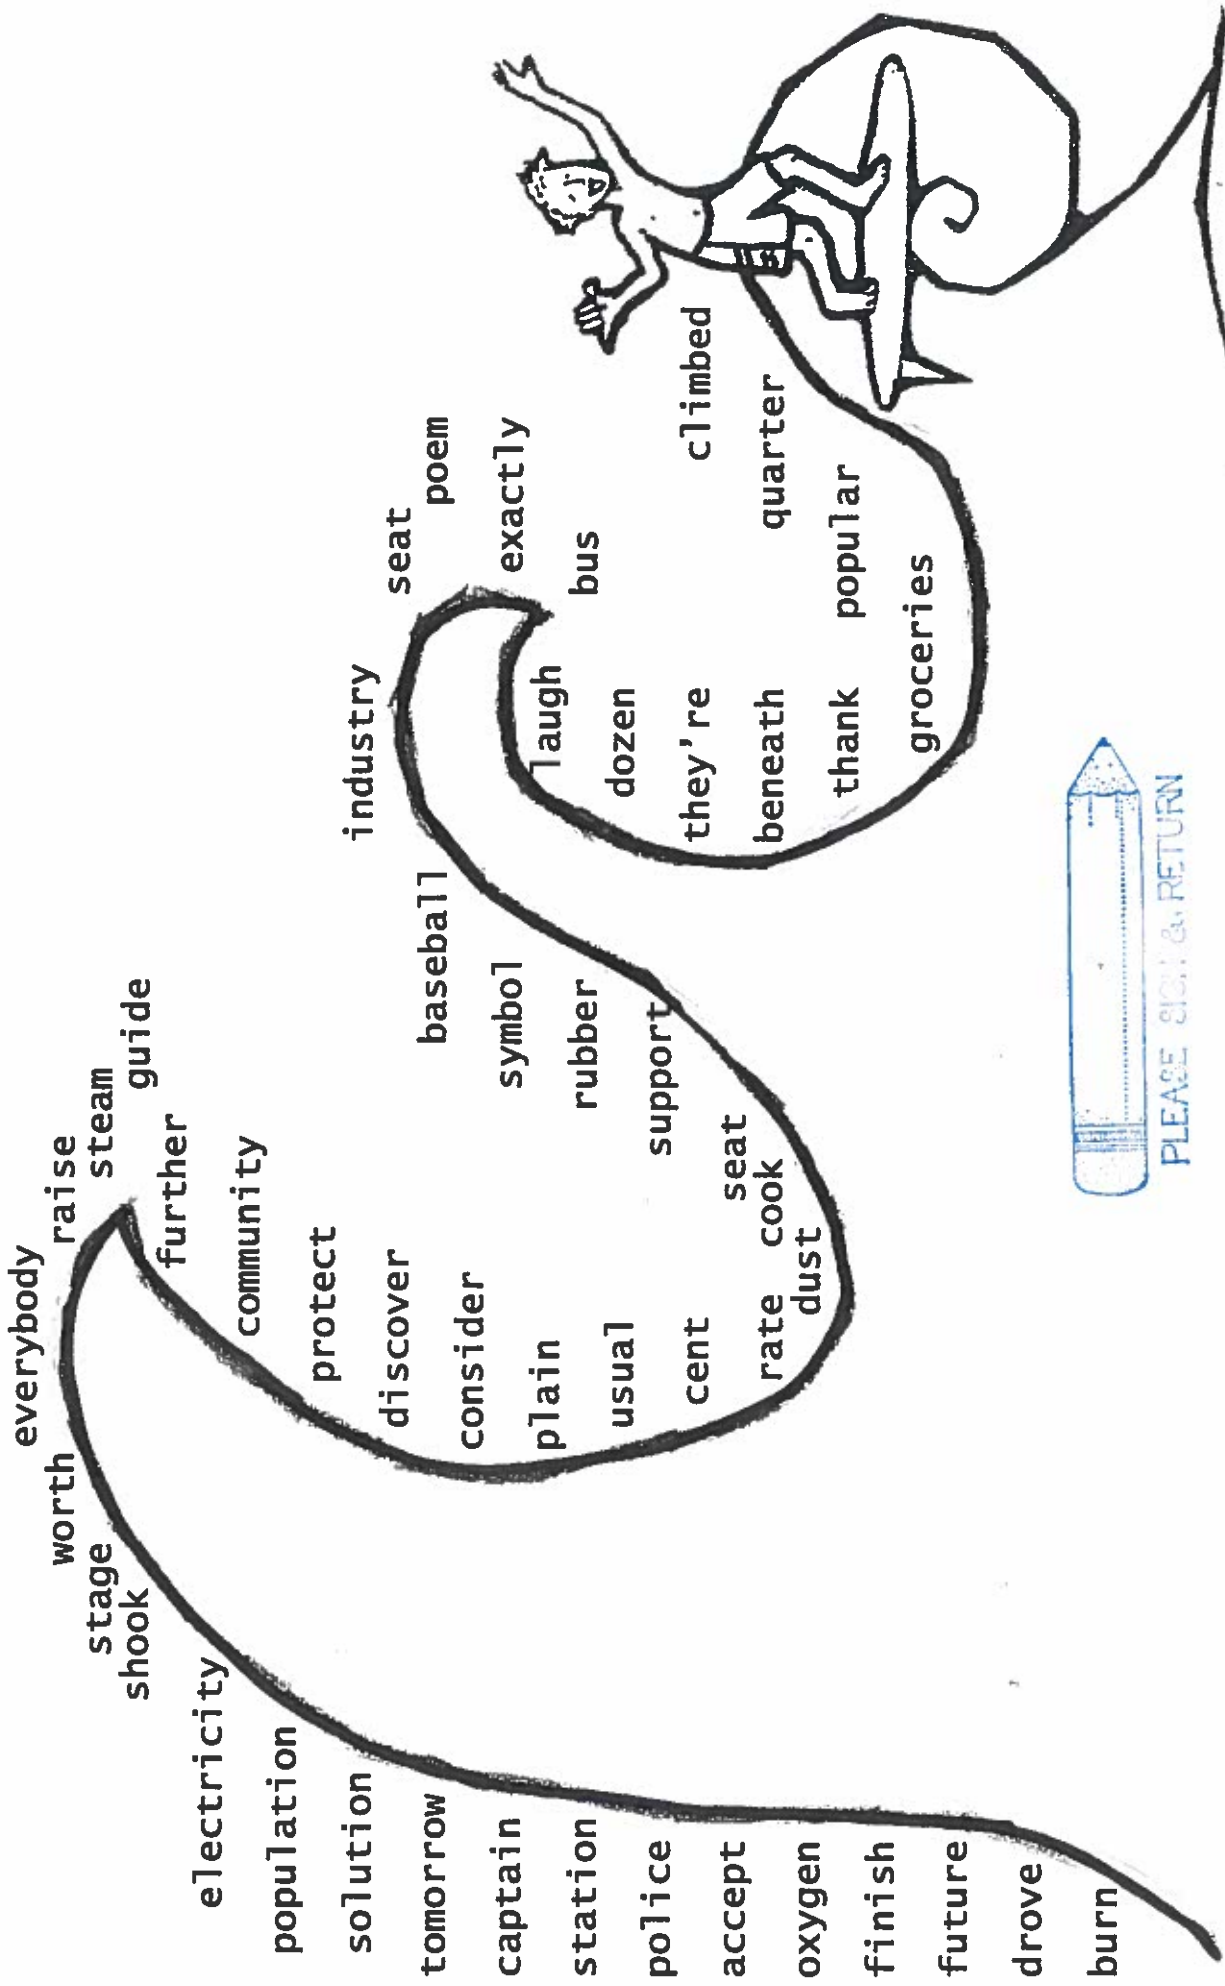 burn
drove
future
finish
oxygen
accept
police
station
captain
tomorrow
solution
population
electricity
shook
stage
worth
everybody
raise
steam
guide
further
community
protect
discover
consider
plain
usual
cent
rate
dust
cook
seat
support
rubber
symbol
baseball
industry
seat
poem
exactly
bus
laugh
dozen
they're
beneath
thank
groceries
popular
quarter
climbed
PLEASE SIGN & RETURN